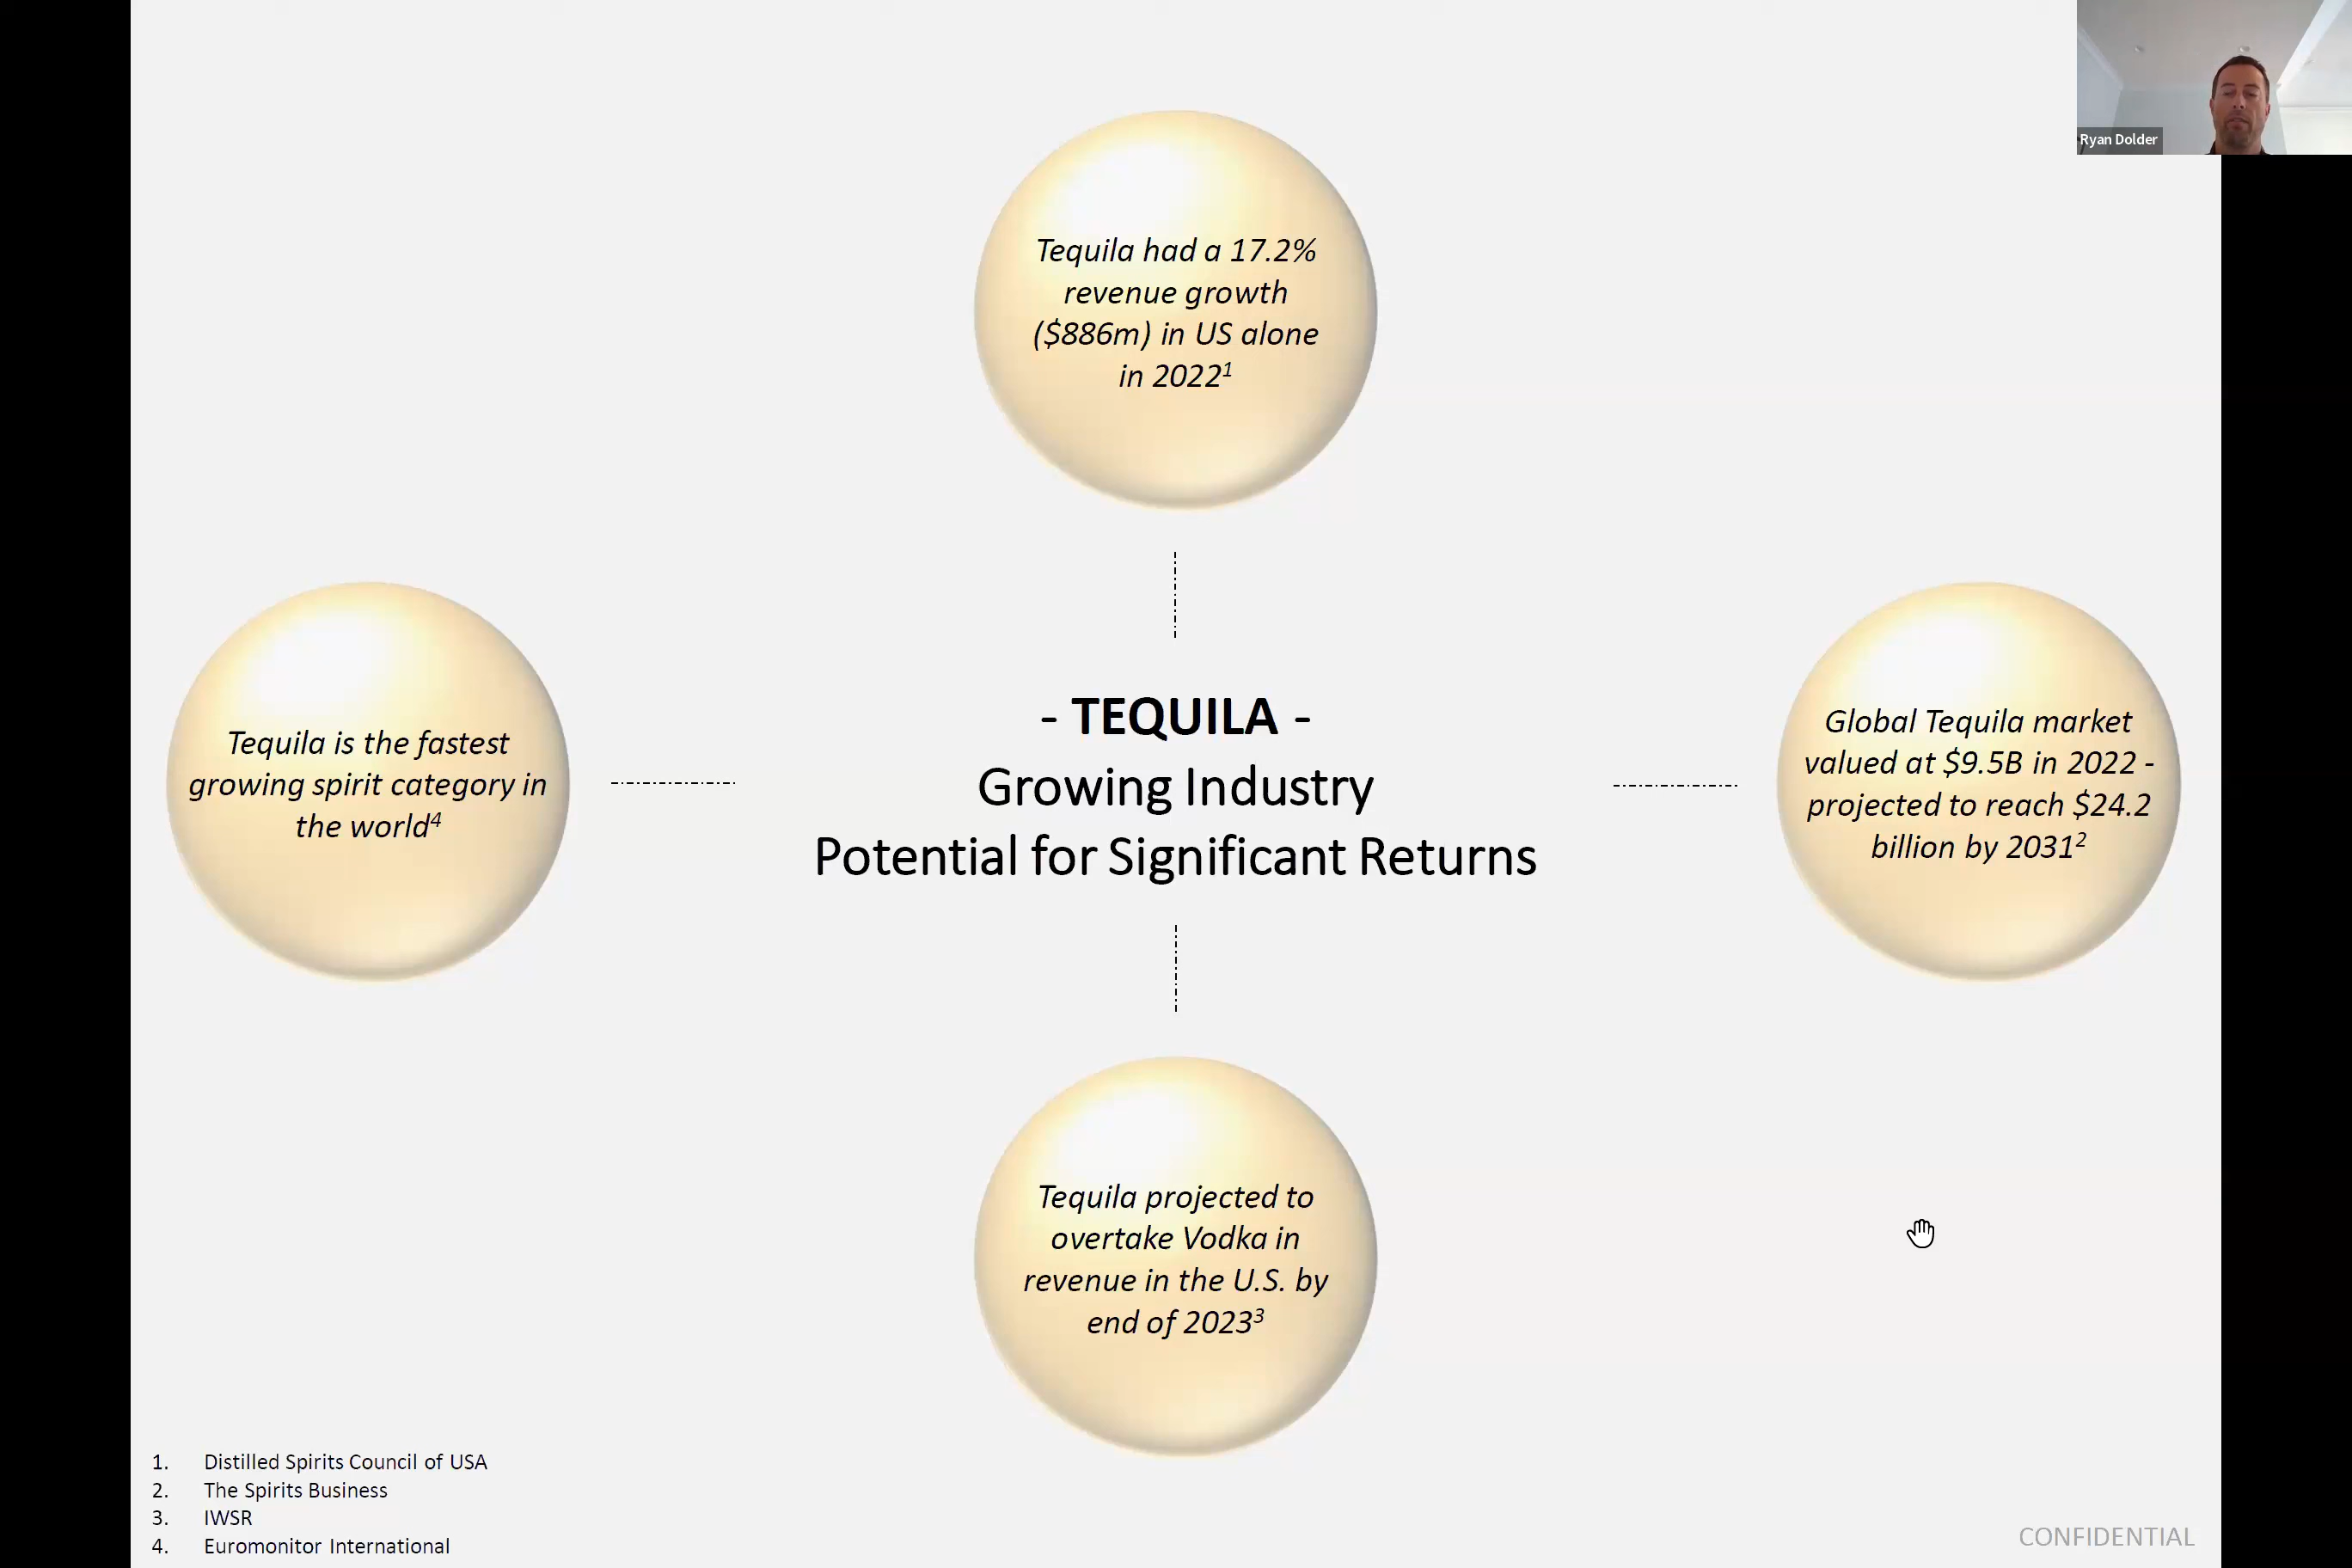 Ryan Dolder
Tequila had a 17.2%
revenue growth
($886m) in US alone
in 2022¹
Tequila is the fastest
growing spirit category in
the world⁴
- TEQUILA -
Growing Industry
Potential for Significant Returns
Global Tequila market
valued at $9.5B in 2022 -
projected to reach $24.2
billion by 2031²
Tequila projected to
overtake Vodka in
revenue in the U.S. by
end of 2023³
1. Distilled Spirits Council of USA
2. The Spirits Business
3. IWSR
4. Euromonitor International
CONFIDENTIAL